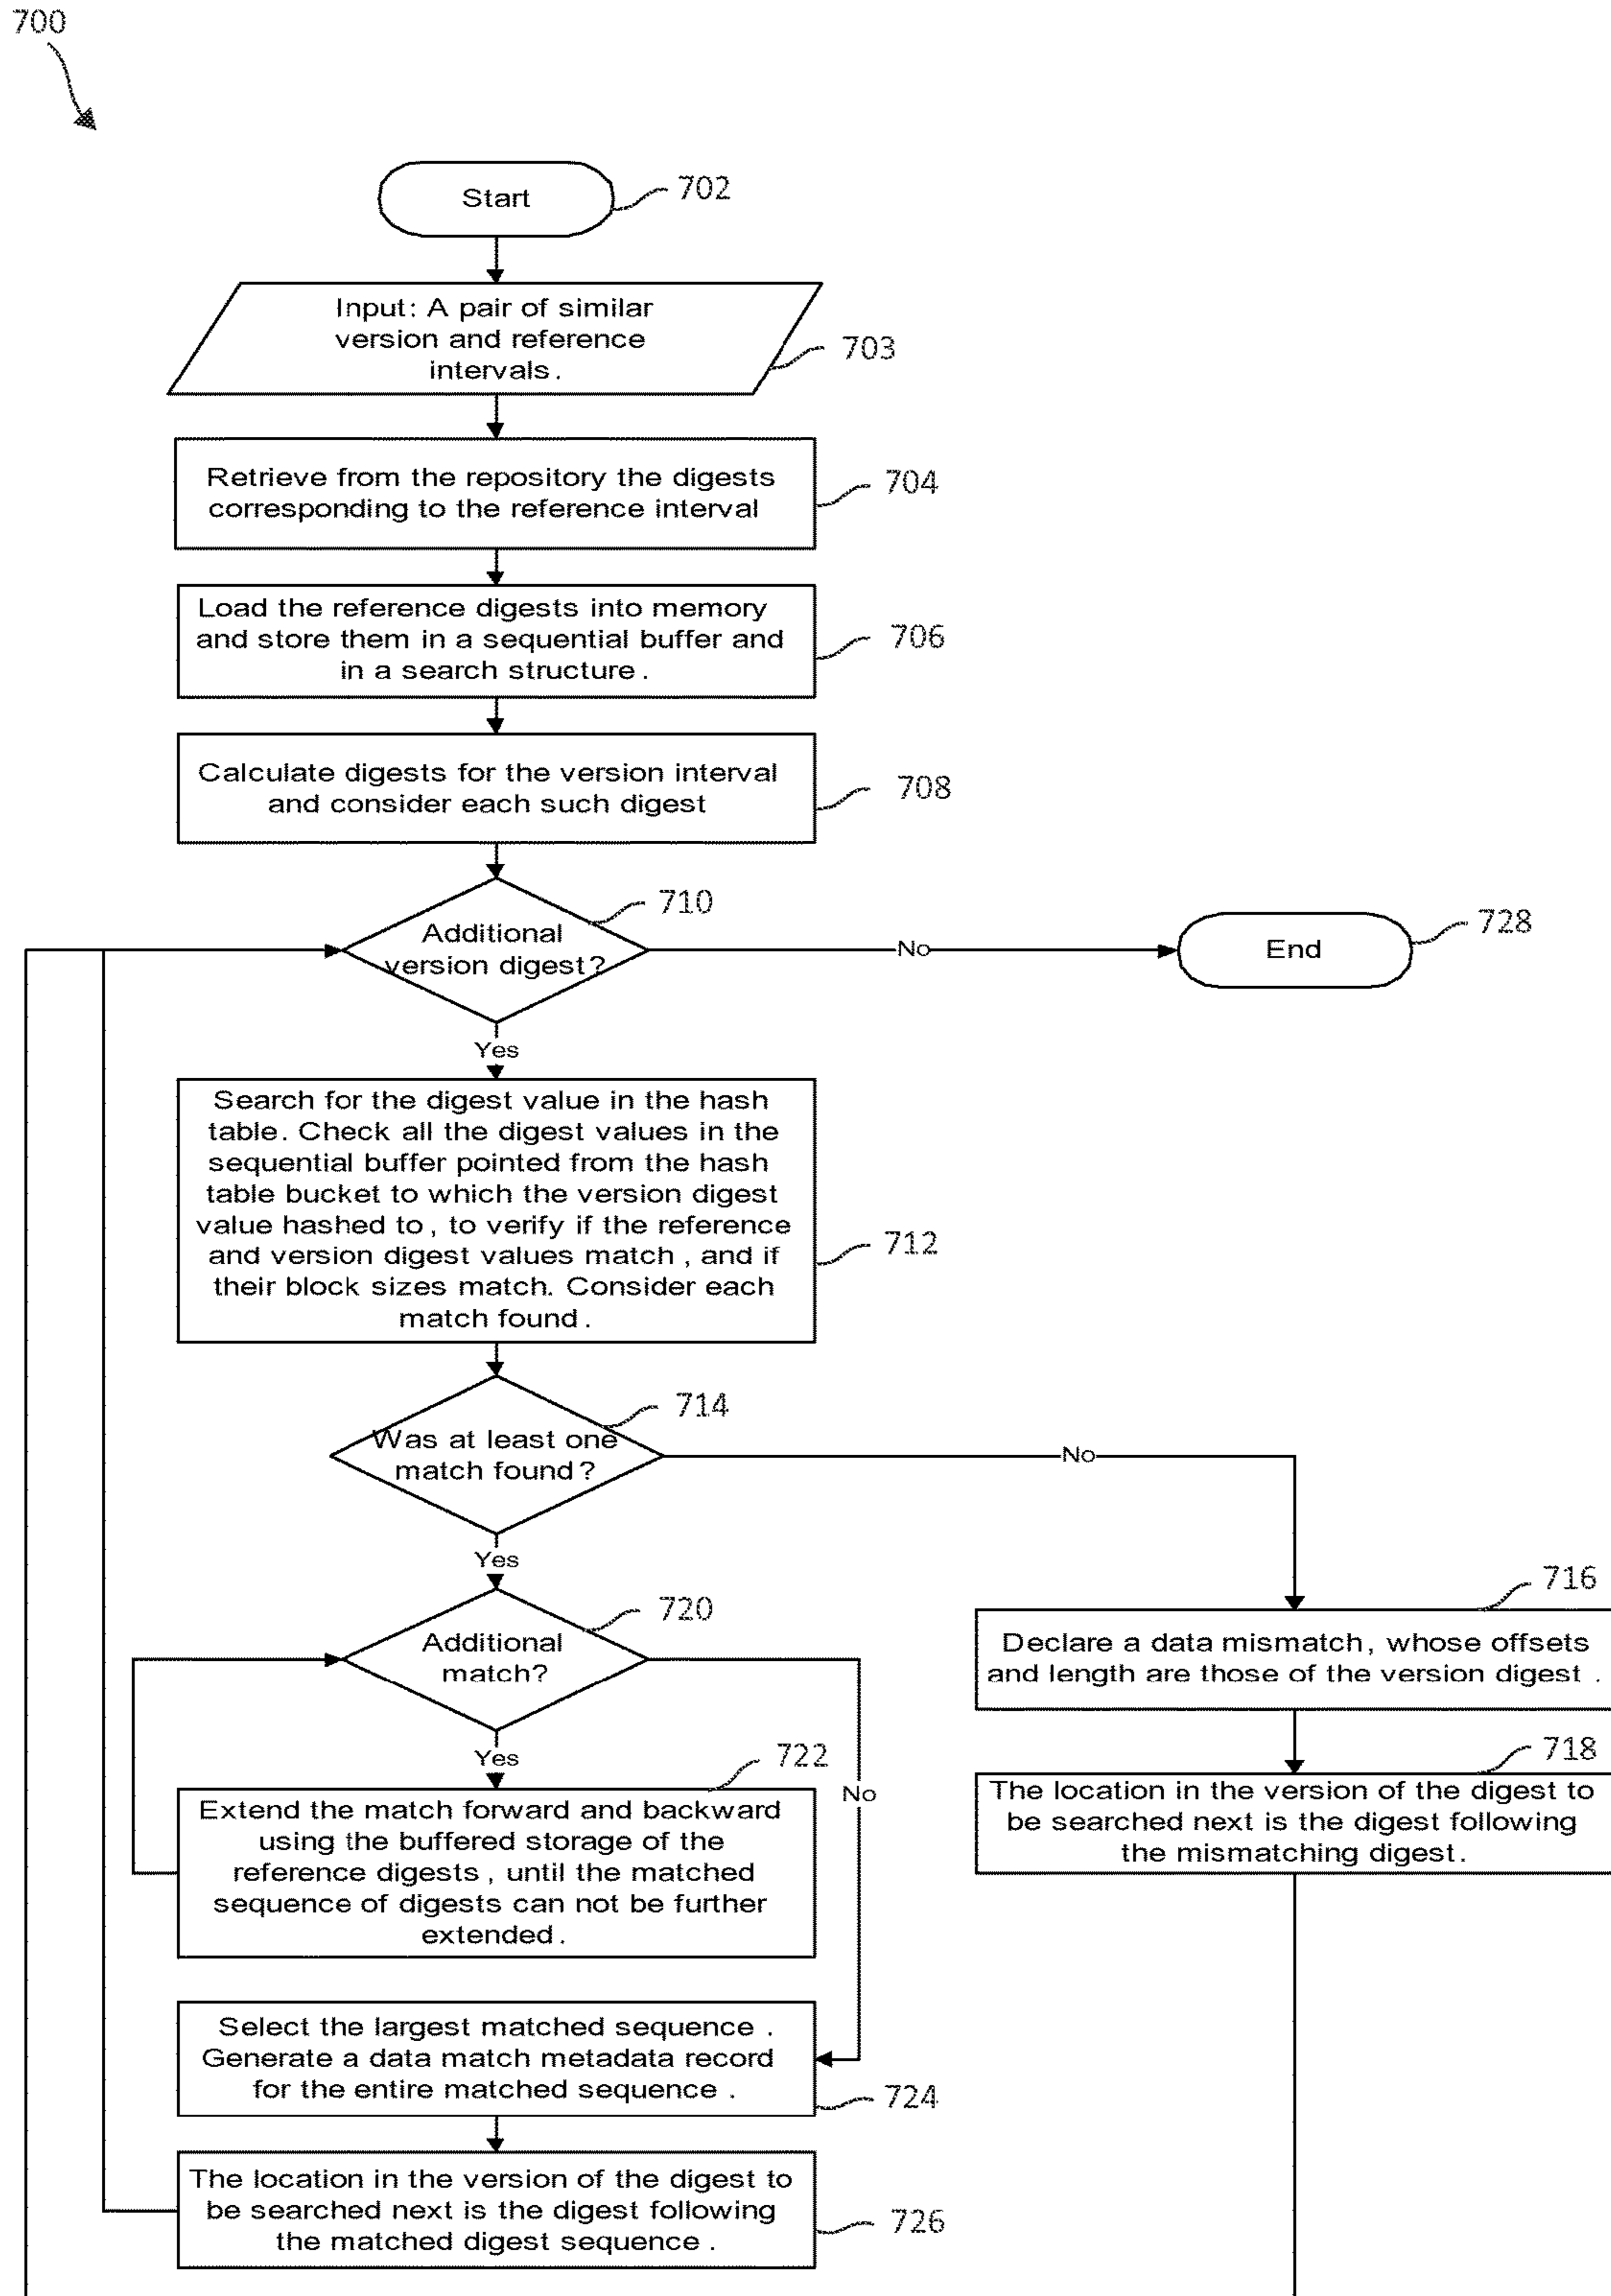 700
Start
702
Input: A pair of similar
version and reference
intervals.
703
Retrieve from the repository the digests
corresponding to the reference interval
704
Load the reference digests into memory
and store them in a sequential buffer and
in a search structure.
706
Calculate digests for the version interval
and consider each such digest
708
710
Additional
version digest?
No
End
728
Yes
Search for the digest value in the hash
table. Check all the digest values in the
sequential buffer pointed from the hash
table bucket to which the version digest
value hashed to, to verify if the reference
and version digest values match, and if
their block sizes match. Consider each
match found.
712
714
Was at least one
match found?
No
Yes
716
Declare a data mismatch, whose offsets
and length are those of the version digest.
718
The location in the version of the digest to
be searched next is the digest following
the mismatching digest.
720
Additional
match?
Yes
No
722
Extend the match forward and backward
using the buffered storage of the
reference digests, until the matched
sequence of digests can not be further
extended.
Select the largest matched sequence.
Generate a data match metadata record
for the entire matched sequence.
724
The location in the version of the digest to
be searched next is the digest following
the matched digest sequence.
726